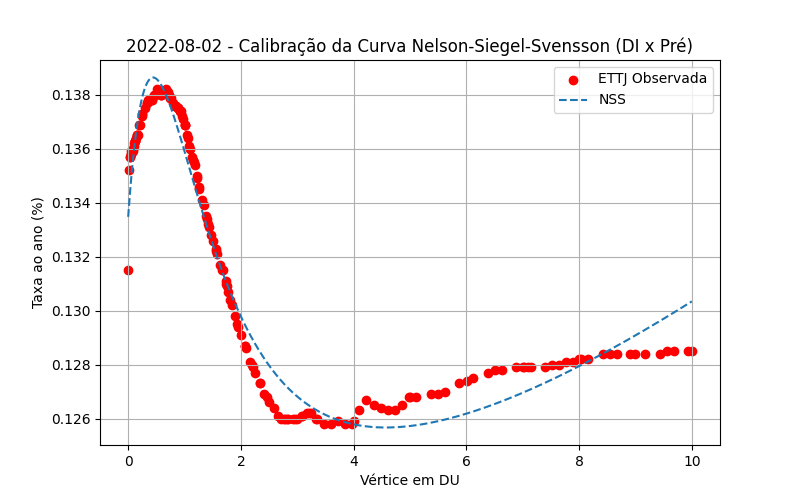 2022-08-02 - Calibração da Curva Nelson-Siegel-Svensson (DI x Pré)
ETTJ Observada
NSS
Taxa ao ano (%)
0.138
0.136
0.134
0.132
0.130
0.128
0.126
0 2 4 6 8 10
Vértice em DU